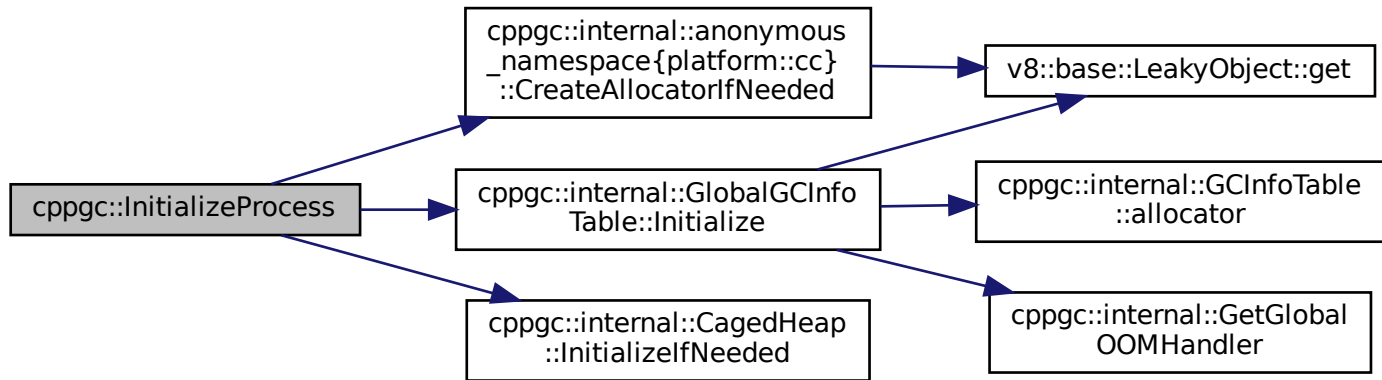 cppgc::InitializeProcess
cppgc::internal::anonymous
_namespace{platform::cc}
::CreateAllocatorIfNeeded
cppgc::internal::GlobalGCInfo
Table::Initialize
cppgc::internal::CagedHeap
::InitializeIfNeeded
v8::base::LeakyObject::get
cppgc::internal::GCInfoTable
::allocator
cppgc::internal::GetGlobal
OOMHandler